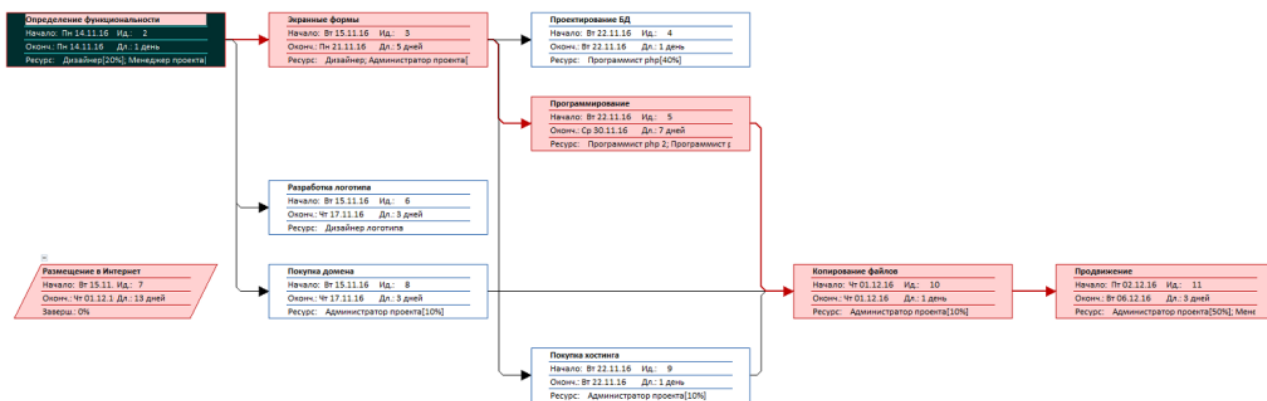 Определение функциональности
Начало: Пн 14.11.16 Ид.: 2
Оконч.: Пн 14.11.16 Дл.: 1 день
Ресурс: Дизайнер[20%]; Менеджер проекта[
Экранные формы
Начало: Вт 15.11.16 Ид.: 3
Оконч.: Пн 21.11.16 Дл.: 5 дней
Ресурс: Дизайнер; Администратор проекта[
Проектирование БД
Начало: Вт 22.11.16 Ид.: 4
Оконч.: Вт 22.11.16 Дл.: 1 день
Ресурс: Программист php[40%]
Программирование
Начало: Вт 22.11.16 Ид.: 5
Оконч.: Ср 30.11.16 Дл.: 7 дней
Ресурс: Программист php 2; Программист р
Разработка логотипа
Начало: Вт 15.11.16 Ид.: 6
Оконч.: Чт 17.11.16 Дл.: 3 дней
Ресурс: Дизайнер логотипа
Размещение в Интернет
Начало: Вт 15.11. Ид.: 7
Оконч.: Чт 01.12.1 Дл.: 13 дней
Заверш.: 0%
Покупка домена
Начало: Вт 15.11.16 Ид.: 8
Оконч.: Чт 17.11.16 Дл.: 3 дней
Ресурс: Администратор проекта[10%]
Копирование файлов
Начало: Чт 01.12.16 Ид.: 10
Оконч.: Чт 01.12.16 Дл.: 1 день
Ресурс: Администратор проекта[10%]
Продвижение
Начало: Пт 02.12.16 Ид.: 11
Оконч.: Вт 06.12.16 Дл.: 3 дней
Ресурс: Администратор проекта[50%]; Мене
Покупка хостинга
Начало: Вт 22.11.16 Ид.: 9
Оконч.: Вт 22.11.16 Дл.: 1 день
Ресурс: Администратор проекта[10%]